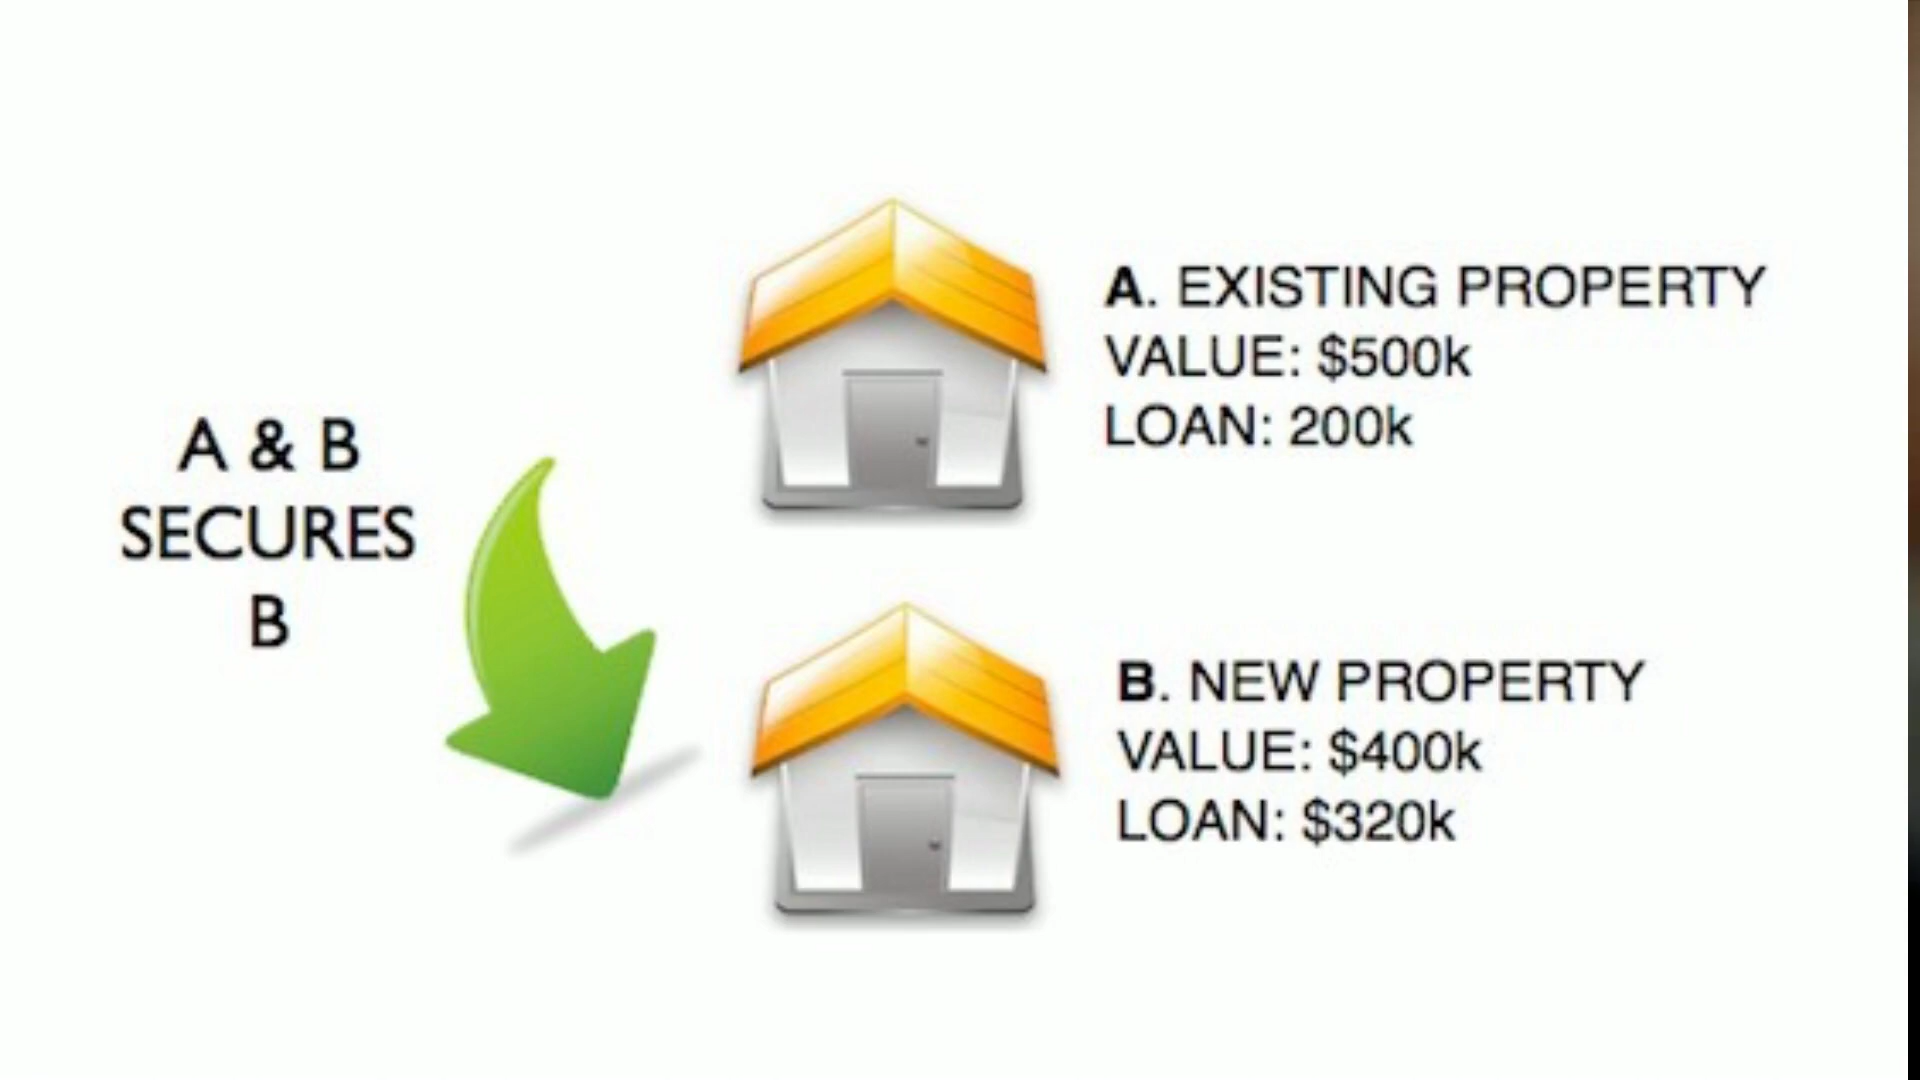 A & B
SECURES
B
A. EXISTING PROPERTY
VALUE: $500k
LOAN: 200k
B. NEW PROPERTY
VALUE: $400k
LOAN: $320k